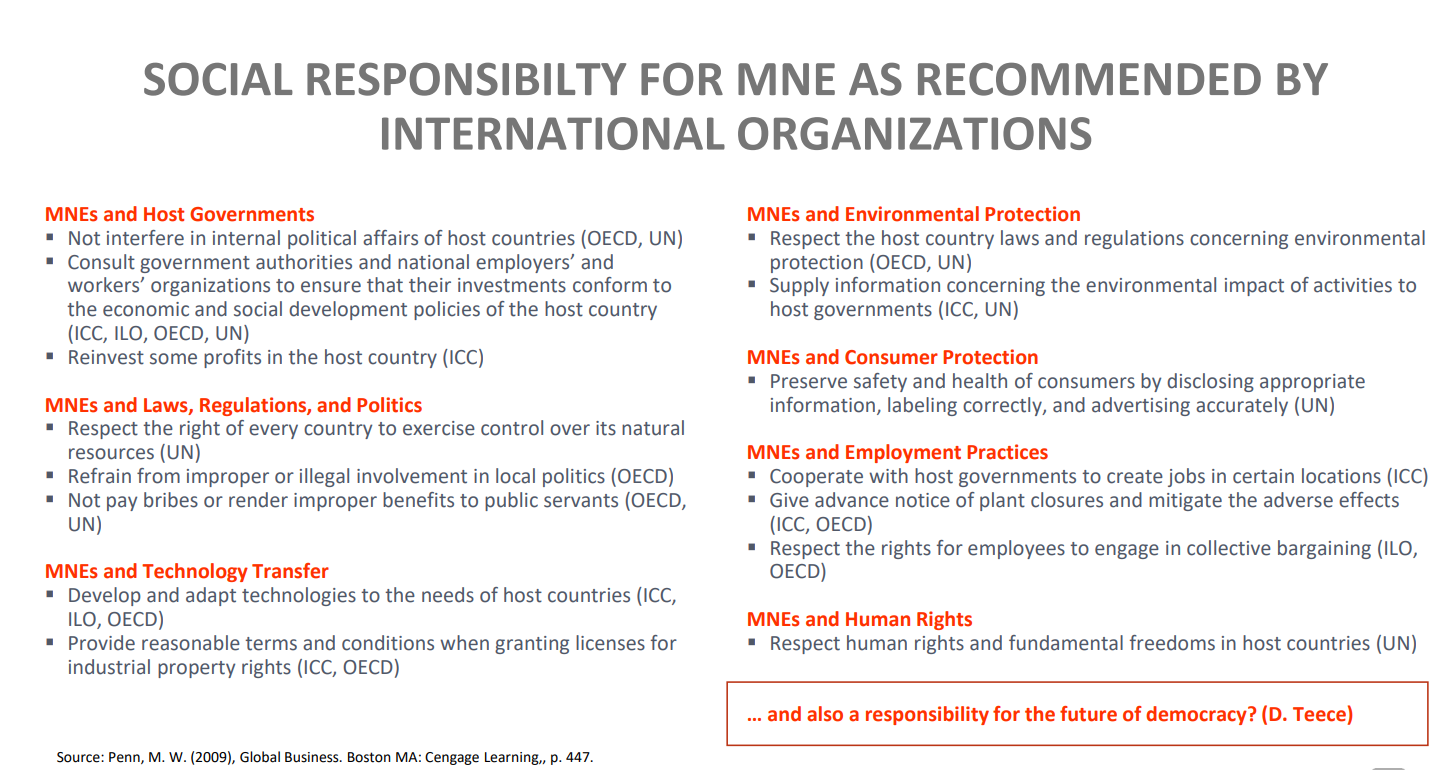 SOCIAL RESPONSIBILTY FOR MNE AS RECOMMENDED BY
INTERNATIONAL ORGANIZATIONS
MNEs and Host Governments
▪ Not interfere in internal political affairs of host countries (OECD, UN)
▪ Consult government authorities and national employers’ and
workers’ organizations to ensure that their investments conform to
the economic and social development policies of the host country
(ICC, ILO, OECD, UN)
▪ Reinvest some profits in the host country (ICC)
MNEs and Laws, Regulations, and Politics
▪ Respect the right of every country to exercise control over its natural
resources (UN)
▪ Refrain from improper or illegal involvement in local politics (OECD)
▪ Not pay bribes or render improper benefits to public servants (OECD,
UN)
MNEs and Technology Transfer
▪ Develop and adapt technologies to the needs of host countries (ICC,
ILO, OECD)
▪ Provide reasonable terms and conditions when granting licenses for
industrial property rights (ICC, OECD)
MNEs and Environmental Protection
▪ Respect the host country laws and regulations concerning environmental
protection (OECD, UN)
▪ Supply information concerning the environmental impact of activities to
host governments (ICC, UN)
MNEs and Consumer Protection
▪ Preserve safety and health of consumers by disclosing appropriate
information, labeling correctly, and advertising accurately (UN)
MNEs and Employment Practices
▪ Cooperate with host governments to create jobs in certain locations (ICC)
▪ Give advance notice of plant closures and mitigate the adverse effects
(ICC, OECD)
▪ Respect the rights for employees to engage in collective bargaining (ILO,
OECD)
MNEs and Human Rights
▪ Respect human rights and fundamental freedoms in host countries (UN)
... and also a responsibility for the future of democracy? (D. Teece)
Source: Penn, M. W. (2009), Global Business. Boston MA: Cengage Learning,, p. 447.